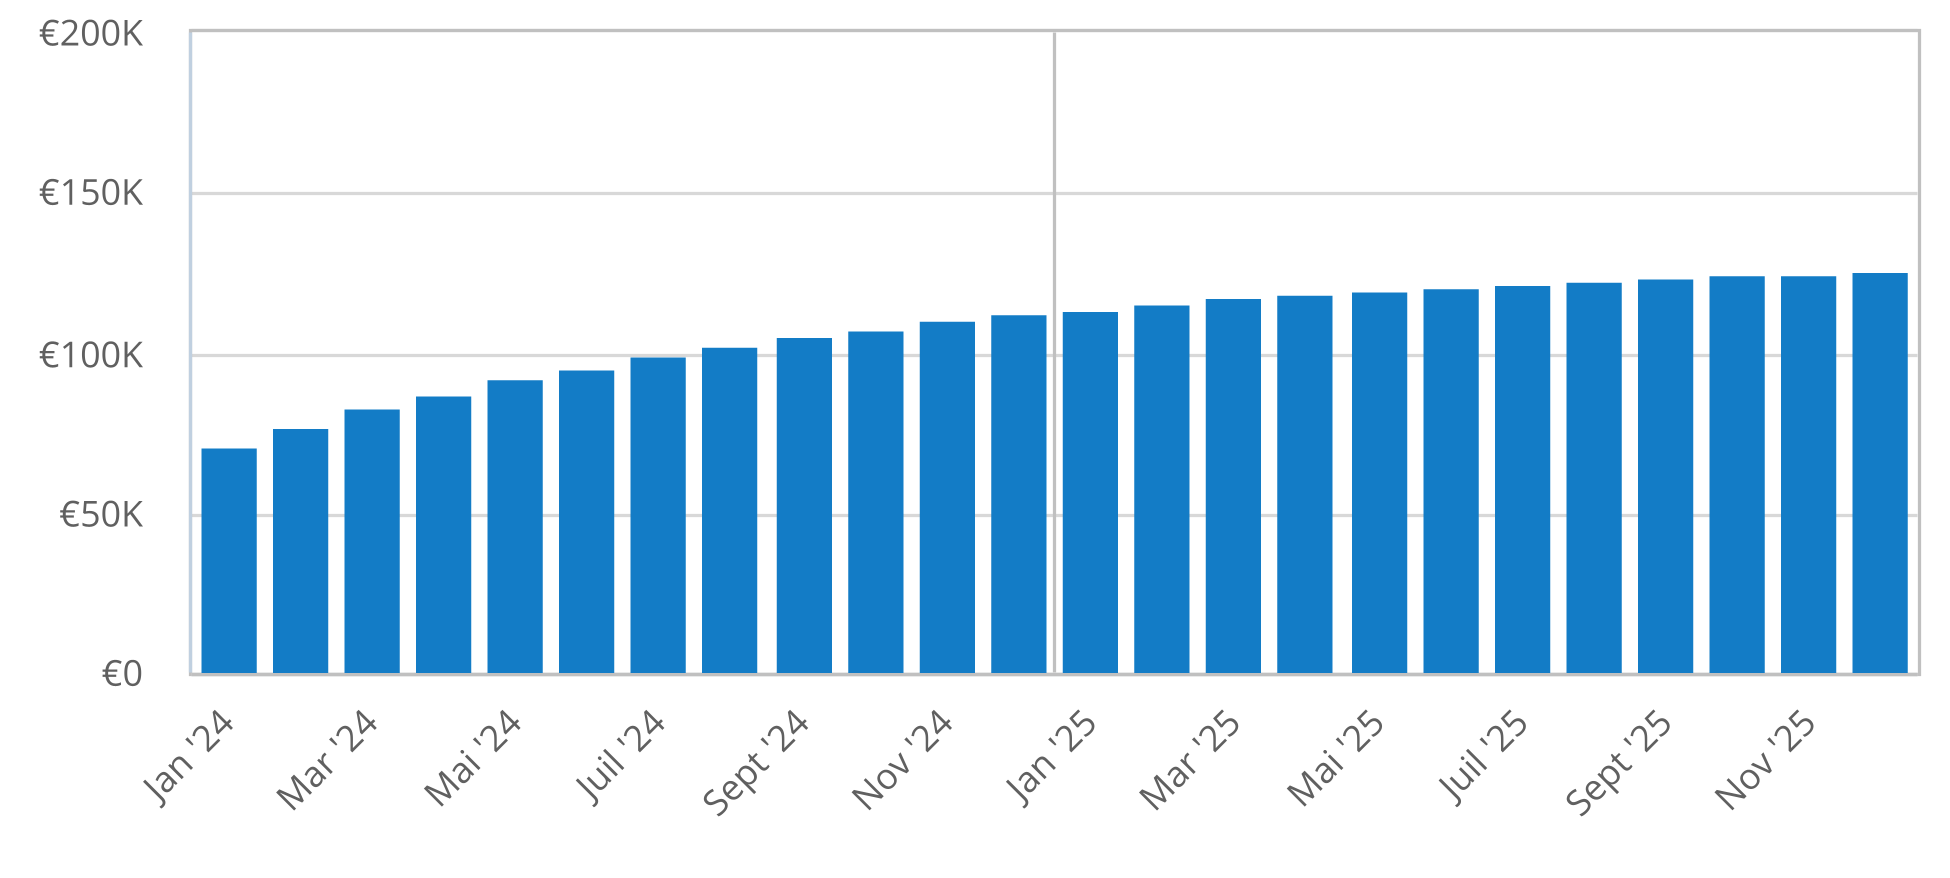 €200K
€150K
€100K
€50K
€0
Jan '24
Mar '24
Mai '24
Juil '24
Sept '24
Nov '24
Jan '25
Mar '25
Mai '25
Juil '25
Sept '25
Nov '25